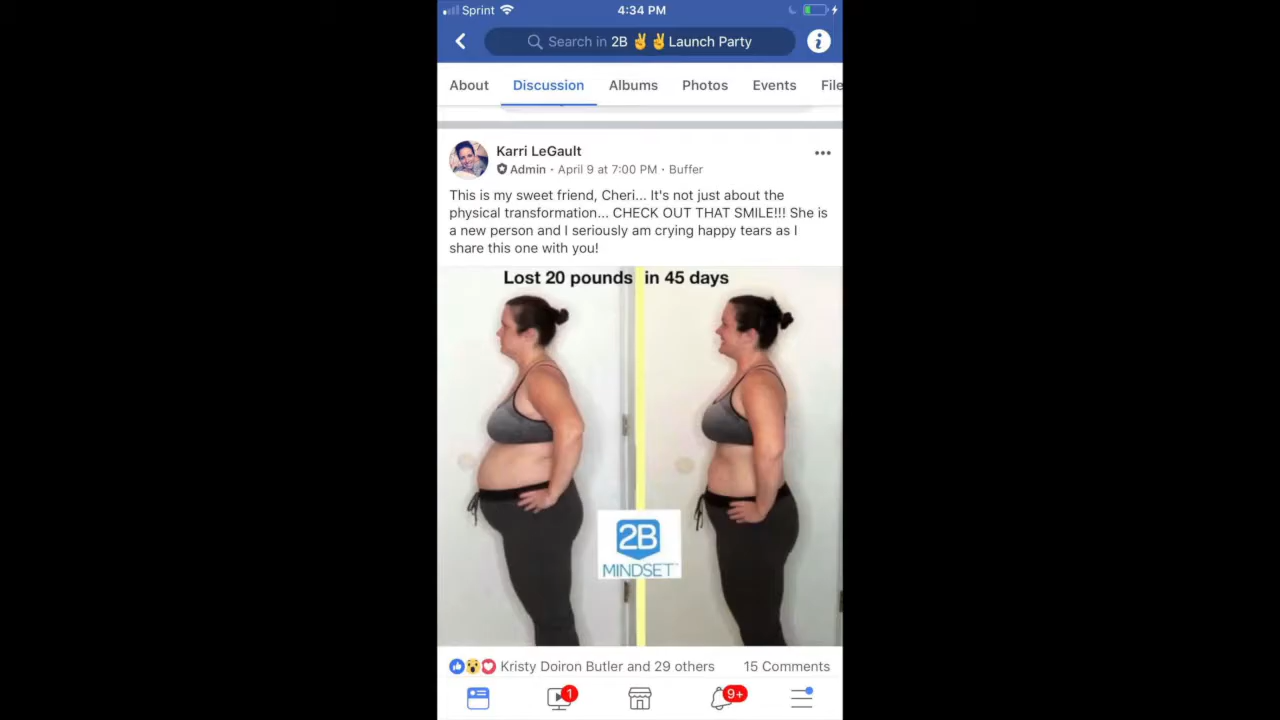 Sprint 4:34 PM
Search in 2B ✌✌Launch Party
About Discussion Albums Photos Events File
Karri LeGault
Admin · April 9 at 7:00 PM · Buffer
This is my sweet friend, Cheri... It's not just about the
physical transformation... CHECK OUT THAT SMILE!!! She is
a new person and I seriously am crying happy tears as I
share this one with you!
Lost 20 pounds in 45 days
2B
MINDSET™
Kristy Doiron Butler and 29 others 15 Comments
1 9+